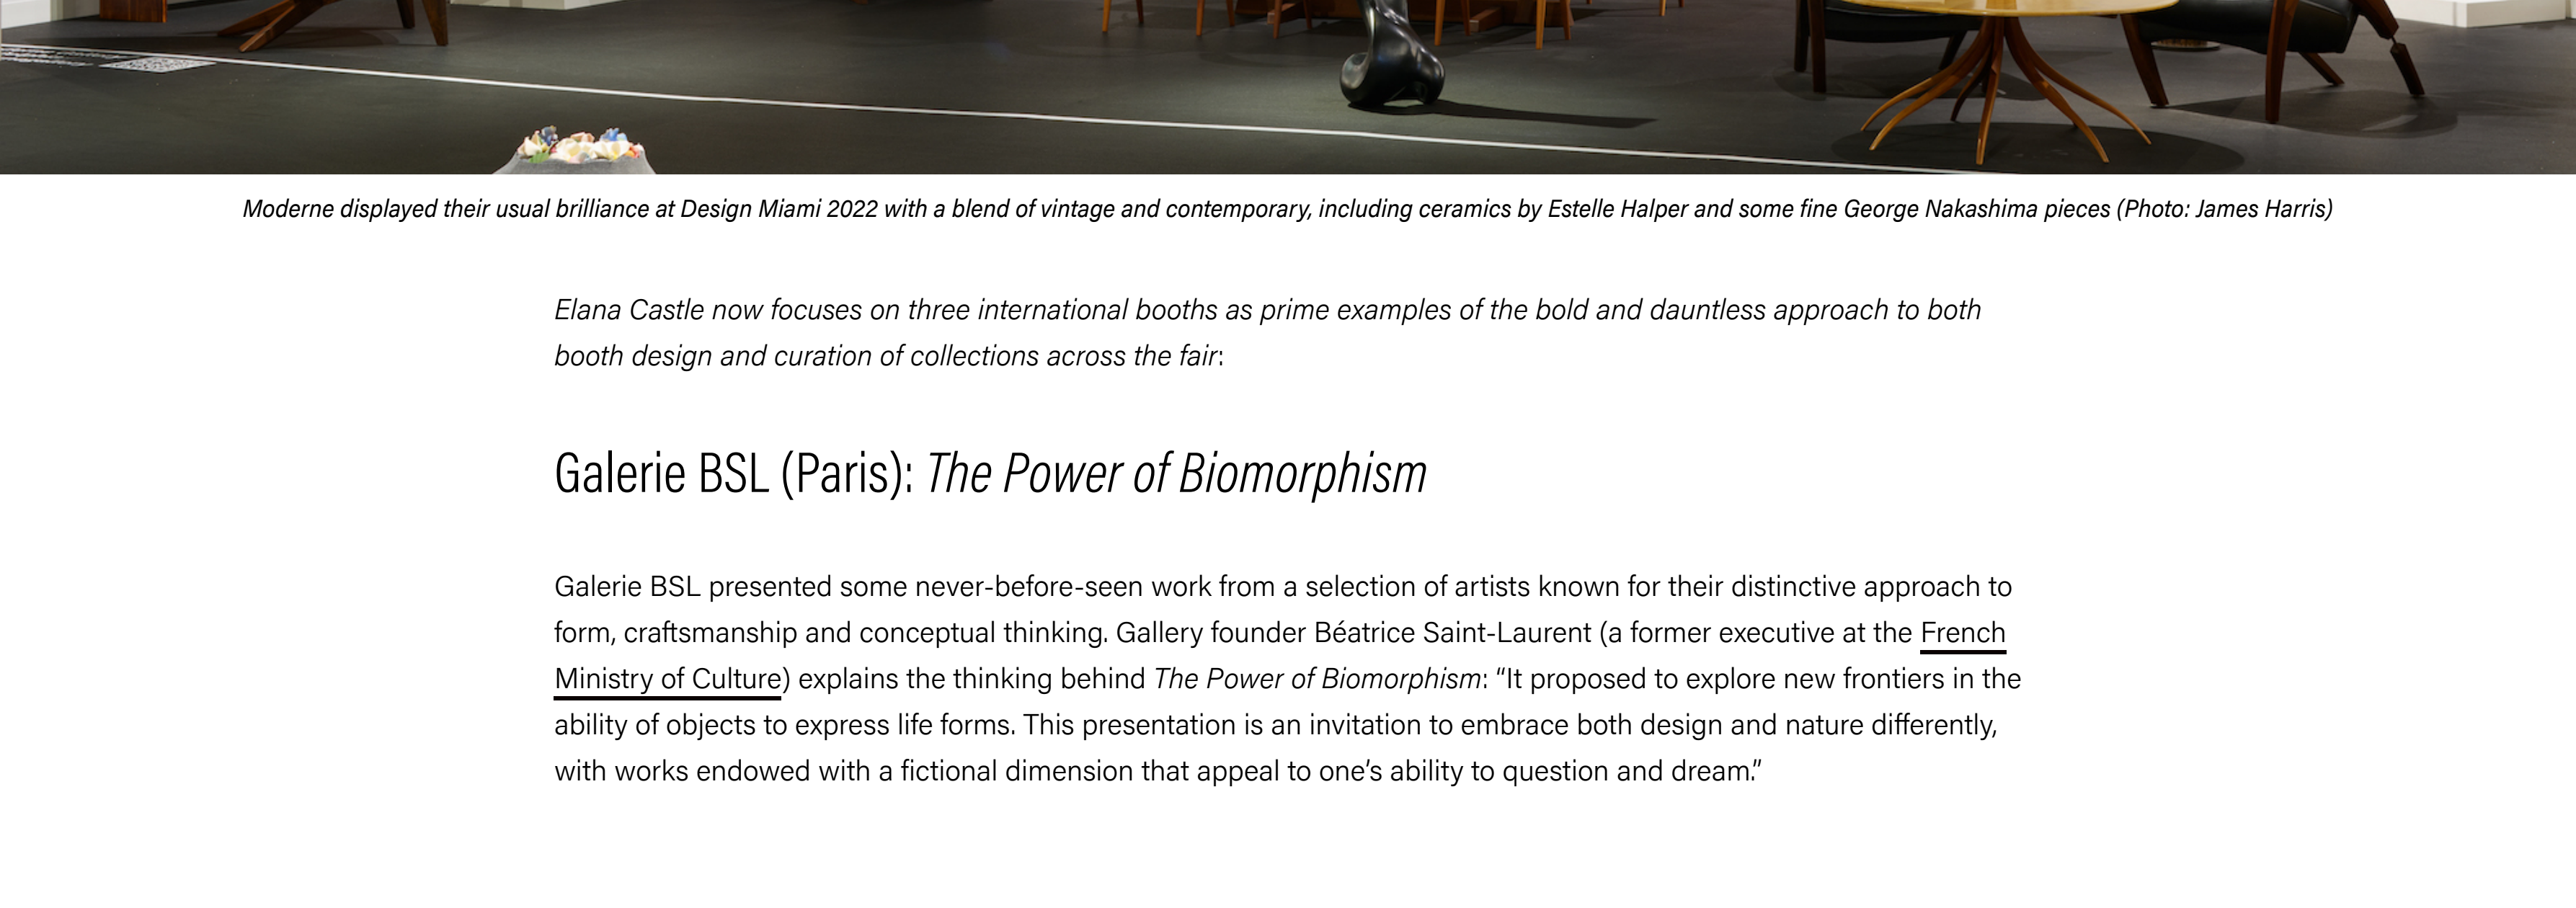 Moderne displayed their usual brilliance at Design Miami 2022 with a blend of vintage and contemporary, including ceramics by Estelle Halper and some fine George Nakashima pieces (Photo: James Harris)
Elana Castle now focuses on three international booths as prime examples of the bold and dauntless approach to both
booth design and curation of collections across the fair:
Galerie BSL (Paris): The Power of Biomorphism
Galerie BSL presented some never-before-seen work from a selection of artists known for their distinctive approach to
form, craftsmanship and conceptual thinking. Gallery founder Béatrice Saint-Laurent (a former executive at the French
Ministry of Culture) explains the thinking behind The Power of Biomorphism: “It proposed to explore new frontiers in the
ability of objects to express life forms. This presentation is an invitation to embrace both design and nature differently,
with works endowed with a fictional dimension that appeal to one’s ability to question and dream.”